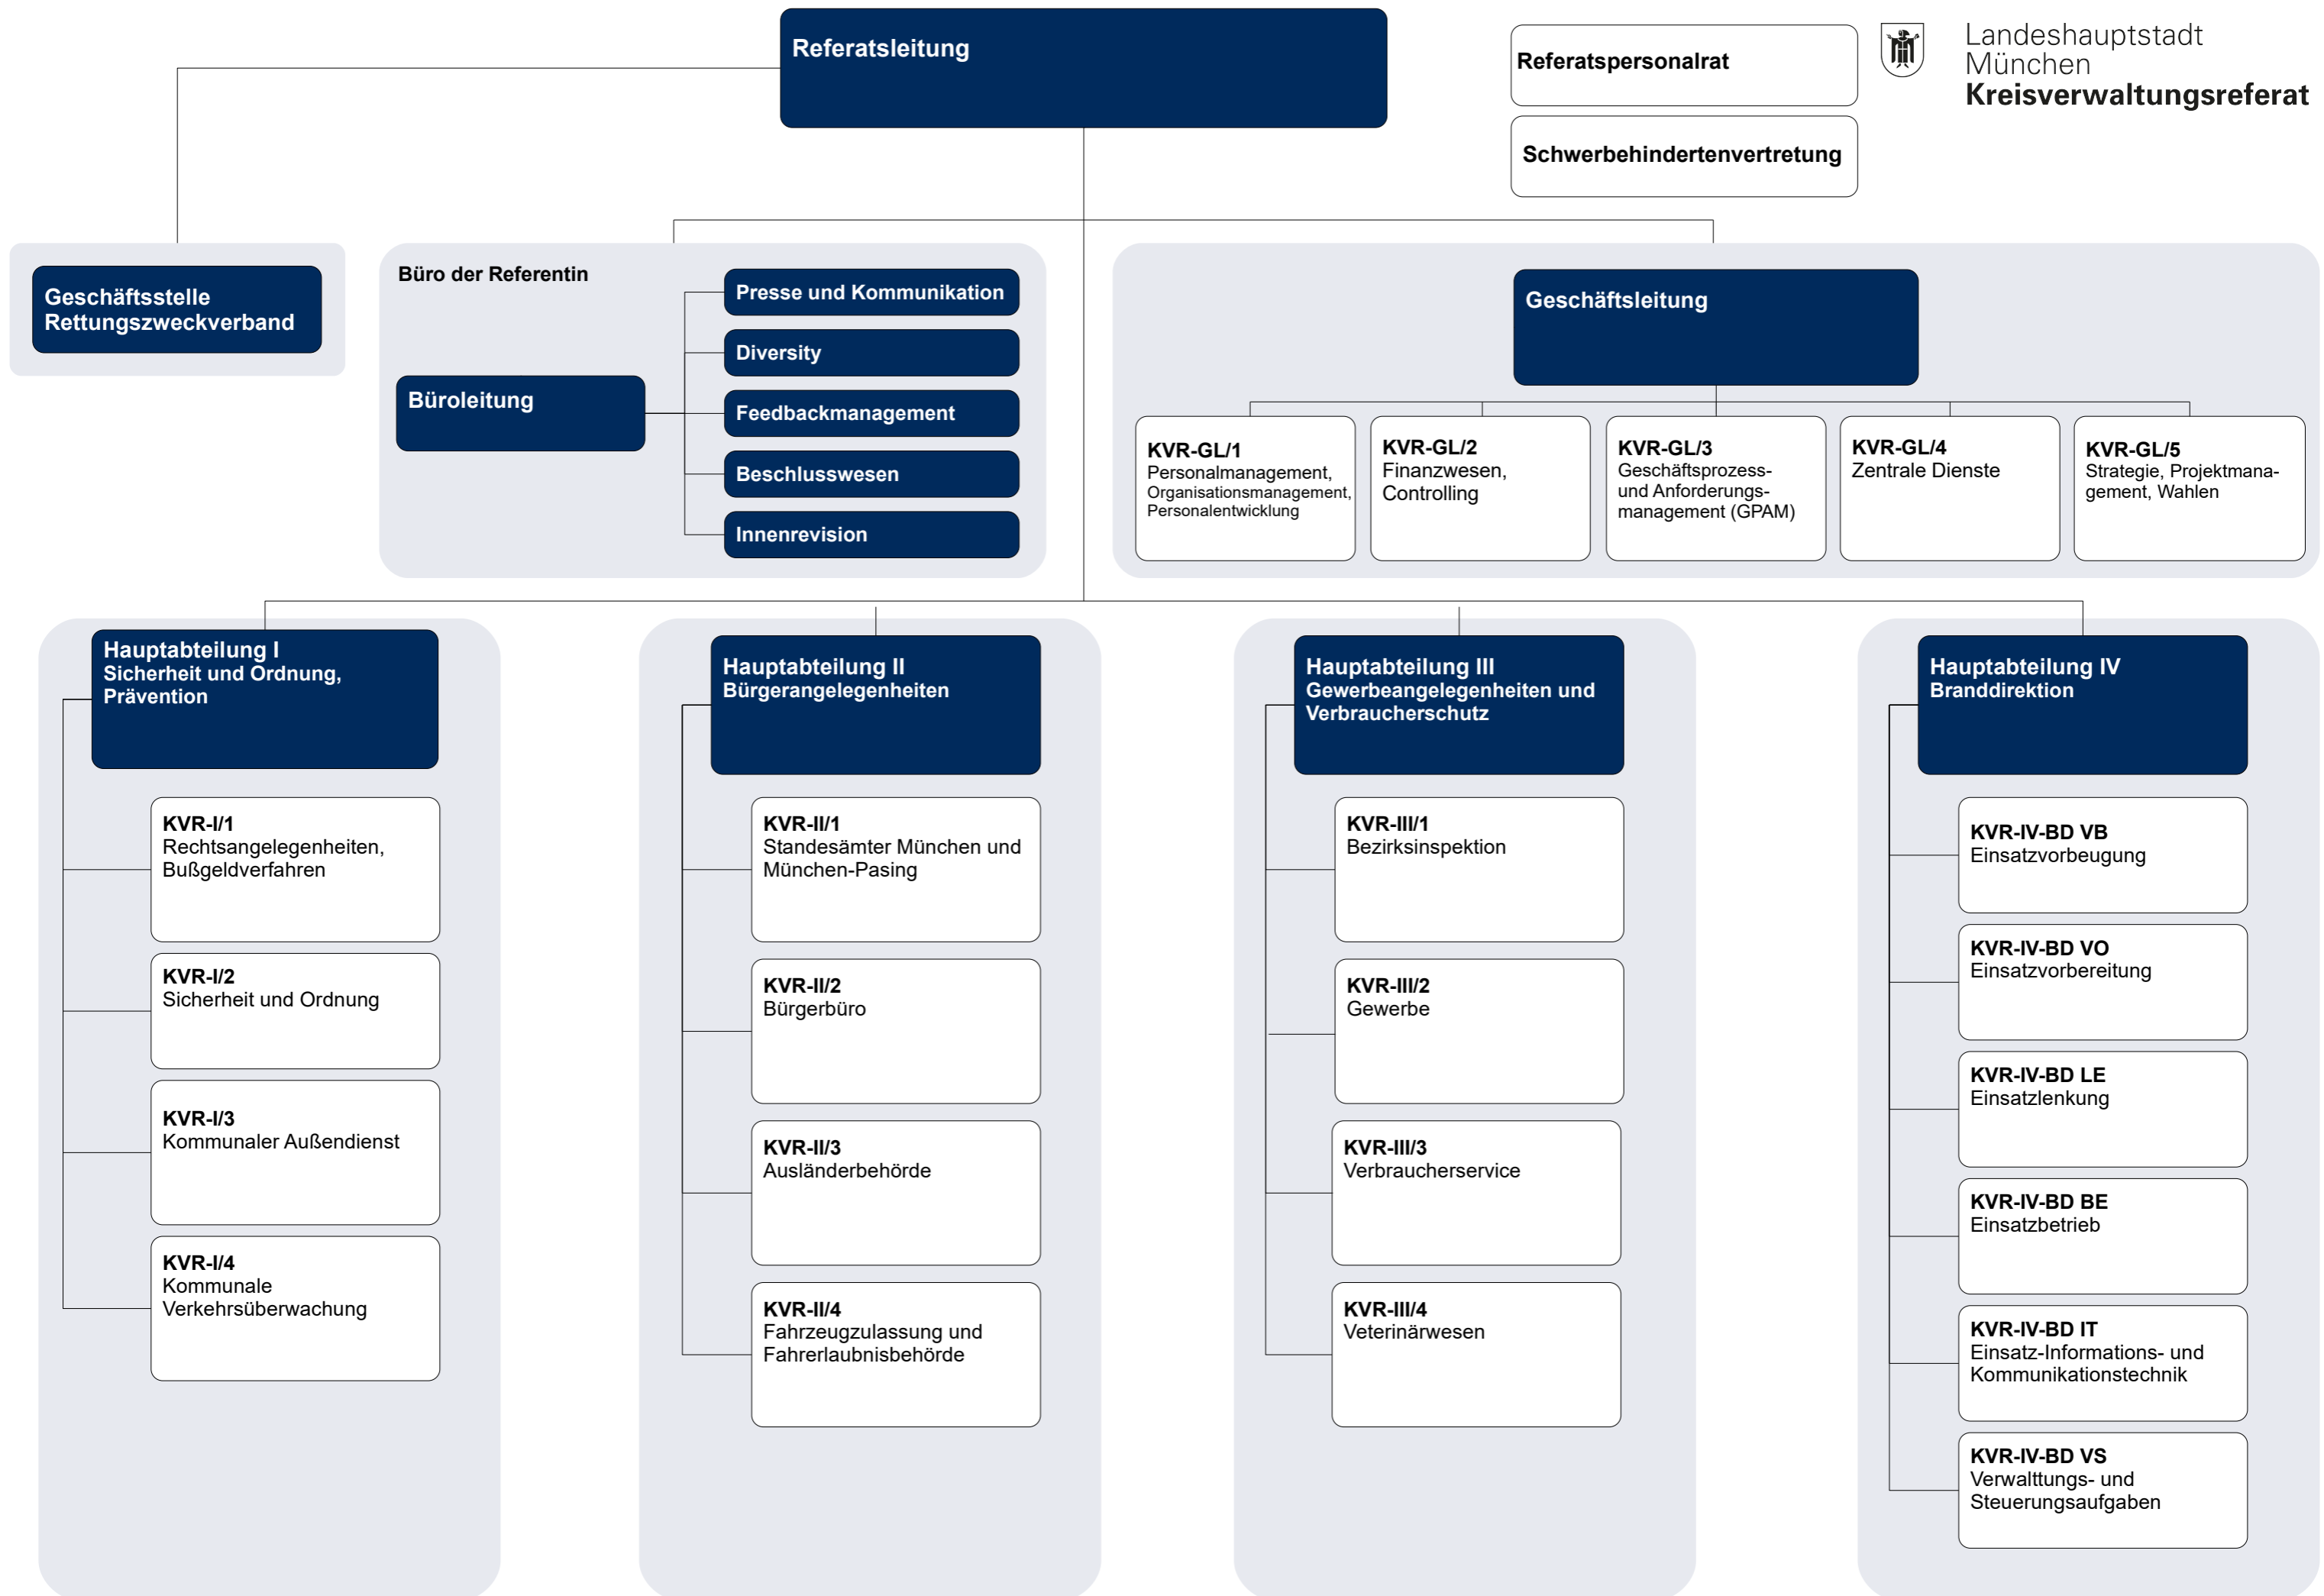 Referatsleitung
Referatspersonalrat
Schwerbehindertenvertretung
Landeshauptstadt
München
Kreisverwaltungsreferat
Geschäftsstelle
Rettungszweckverband
Büro der Referentin
Büroleitung
Presse und Kommunikation
Diversity
Feedbackmanagement
Beschlusswesen
Innenrevision
Geschäftsleitung
KVR-GL/1
Personalmanagement,
Organisationsmanagement,
Personalentwicklung
KVR-GL/2
Finanzwesen,
Controlling
KVR-GL/3
Geschäftsprozess-
und Anforderungs-
management (GPAM)
KVR-GL/4
Zentrale Dienste
KVR-GL/5
Strategie, Projektmana-
gement, Wahlen
Hauptabteilung I
Sicherheit und Ordnung,
Prävention
KVR-I/1
Rechtsangelegenheiten,
Bußgeldverfahren
KVR-I/2
Sicherheit und Ordnung
KVR-I/3
Kommunaler Außendienst
KVR-I/4
Kommunale
Verkehrsüberwachung
Hauptabteilung II
Bürgerangelegenheiten
KVR-II/1
Standesämter München und
München-Pasing
KVR-II/2
Bürgerbüro
KVR-II/3
Ausländerbehörde
KVR-II/4
Fahrzeugzulassung und
Fahrerlaubnisbehörde
Hauptabteilung III
Gewerbeangelegenheiten und
Verbraucherschutz
KVR-III/1
Bezirksinspektion
KVR-III/2
Gewerbe
KVR-III/3
Verbraucherservice
KVR-III/4
Veterinärwesen
Hauptabteilung IV
Branddirektion
KVR-IV-BD VB
Einsatzvorbeugung
KVR-IV-BD VO
Einsatzvorbereitung
KVR-IV-BD LE
Einsatzlenkung
KVR-IV-BD BE
Einsatzbetrieb
KVR-IV-BD IT
Einsatz-Informations- und
Kommunikationstechnik
KVR-IV-BD VS
Verwalttungs- und
Steuerungsaufgaben